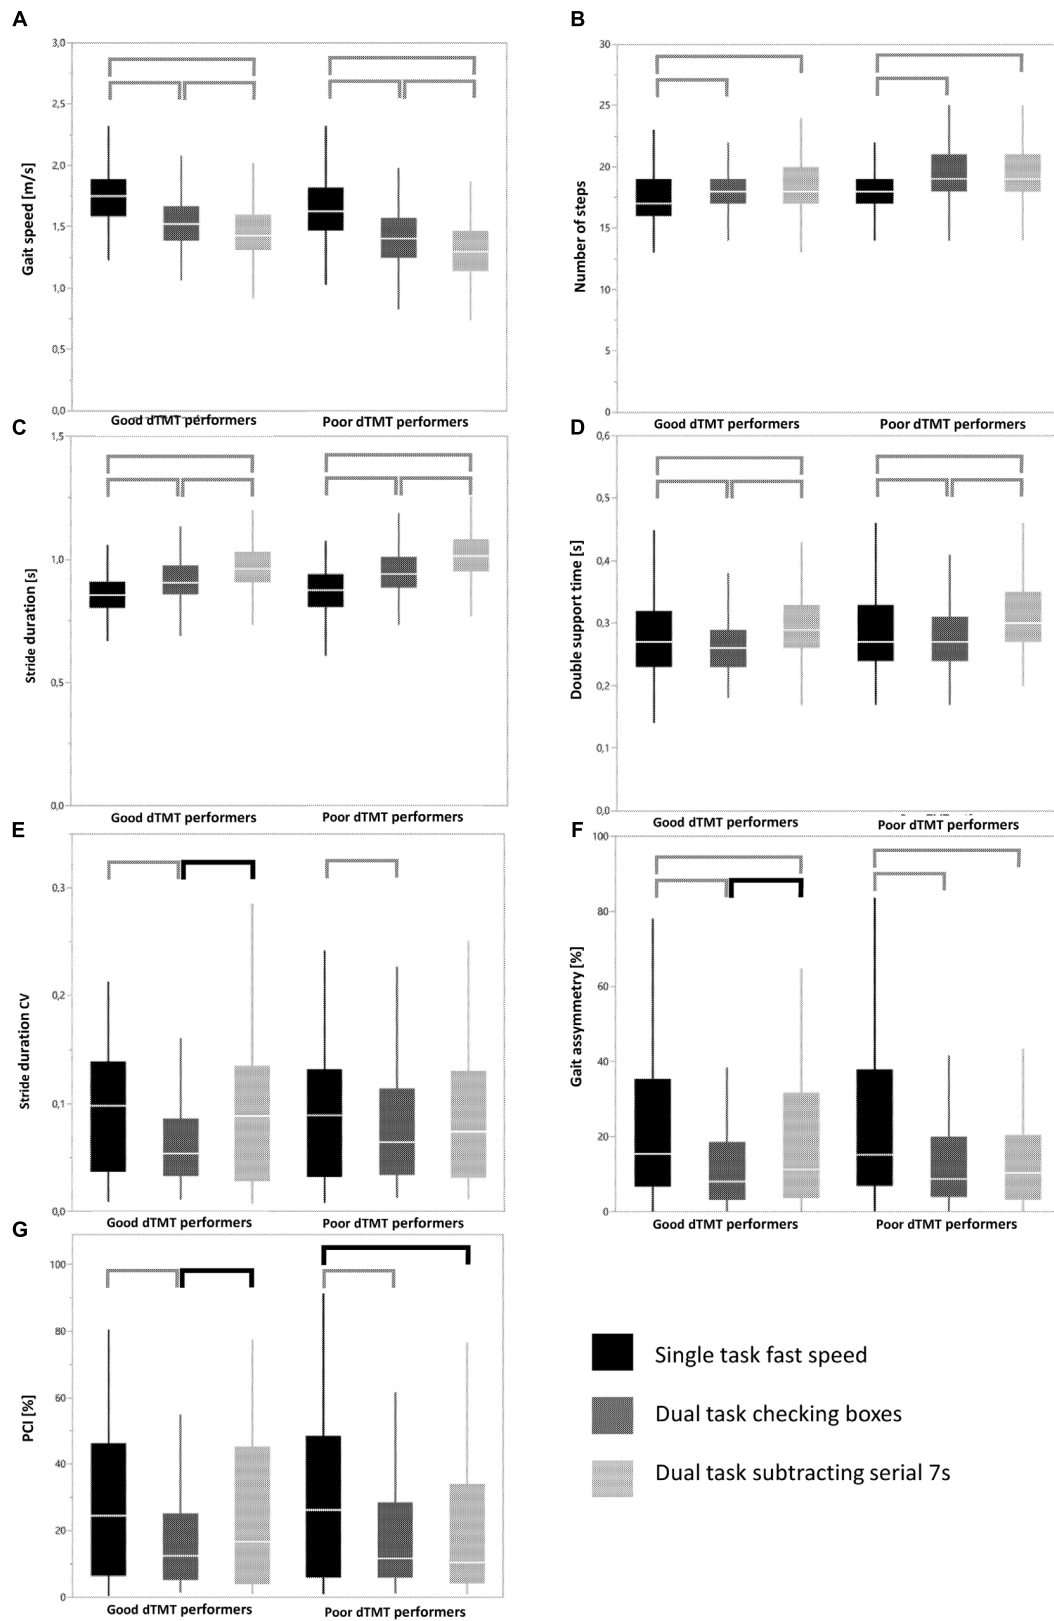 A
3,0
2,5
2,0
1,5
1,0
0,5
0,0
Gait speed [m/s]
Good dTMT performers
Poor dTMT performers
B
30
25
20
15
10
5
0
Number of steps
Good dTMT performers
Poor dTMT performers
C
1,5
1,0
0,5
0,0
Stride duration [s]
Good dTMT performers
Poor dTMT performers
D
0,6
0,5
0,4
0,3
0,2
0,1
0,0
Double support time [s]
Good dTMT performers
Poor dTMT performers
E
0,3
0,2
0,1
0,0
Stride duration CV
Good dTMT performers
Poor dTMT performers
F
100
80
60
40
20
0
Gait assymmetry [%]
Good dTMT performers
Poor dTMT performers
G
100
80
60
40
20
0
PCI [%]
Good dTMT performers
Poor dTMT performers
Single task fast speed
Dual task checking boxes
Dual task subtracting serial 7s